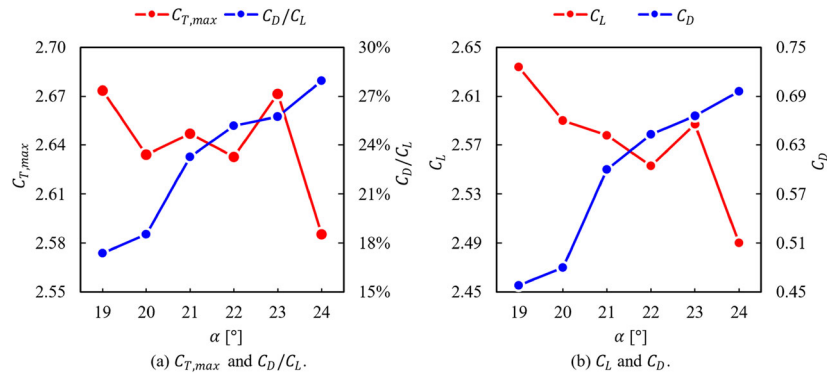 C_{T,max} C_D/C_L
2.70
2.67
2.64
2.61
2.58
2.55
C_{T,max}
30%
27%
24%
21%
18%
15%
C_D/C_L
19 20 21 22 23 24
α [°]
(a) C_{T,max} and C_D/C_L.
C_L C_D
2.65
2.61
2.57
2.53
2.49
2.45
C_L
0.75
0.69
0.63
0.57
0.51
0.45
C_D
19 20 21 22 23 24
α [°]
(b) C_L and C_D.